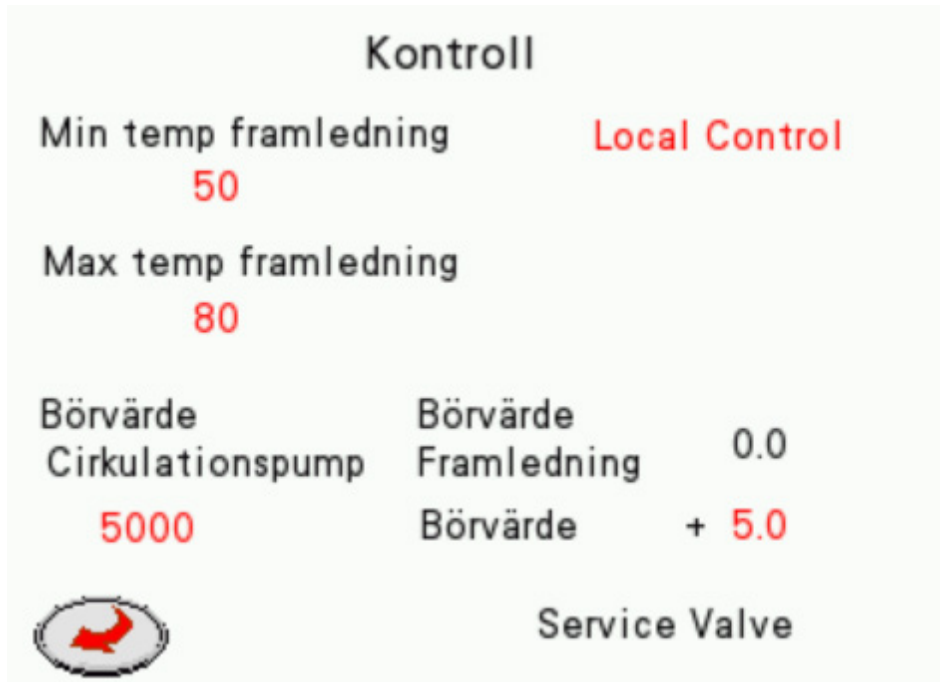 Kontroll
Min temp framledning
50
Local Control
Max temp framledning
80
Börvärde
Cirkulationspump
5000
Börvärde
Framledning 0.0
Börvärde + 5.0
Service Valve